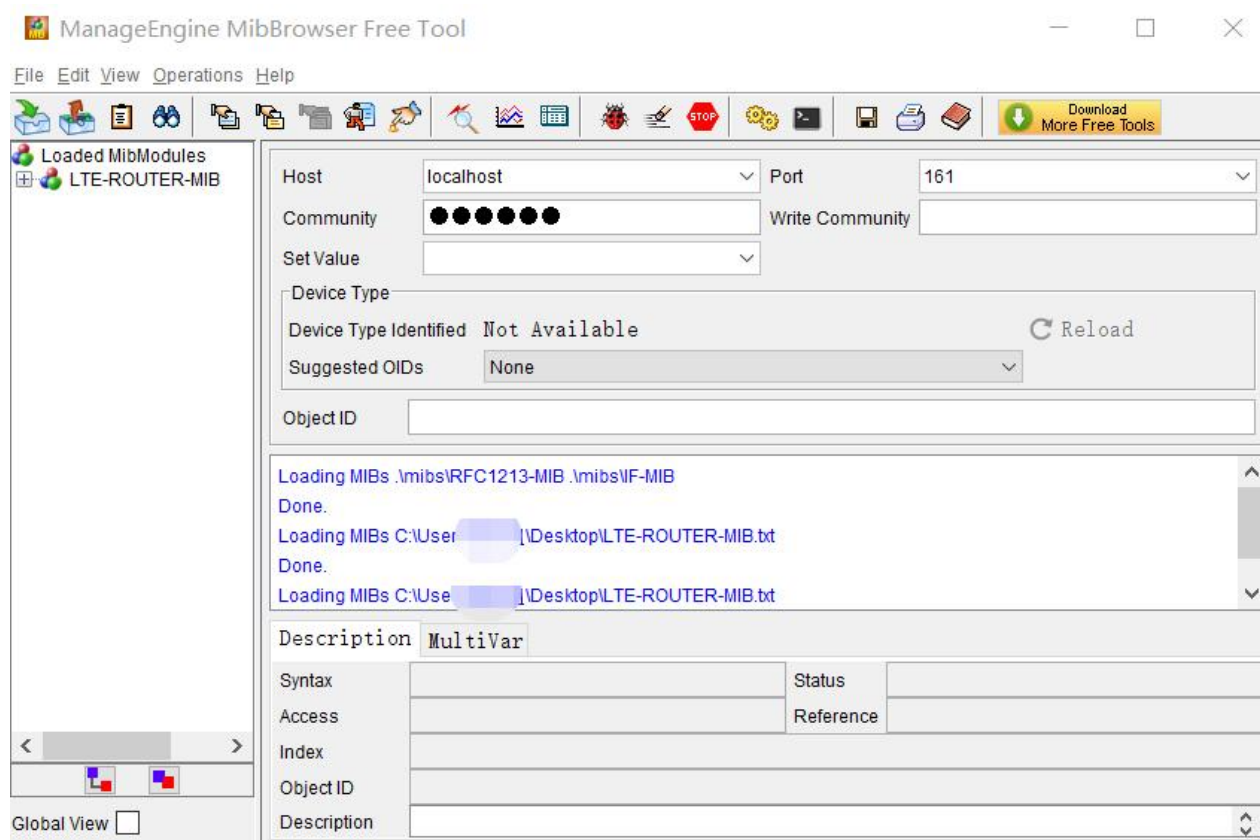 ManageEngine MibBrowser Free Tool
File Edit View Operations Help
STOP
Download
More Free Tools
Loaded MibModules
LTE-ROUTER-MIB
Host localhost Port 161
Community ●●●●●● Write Community
Set Value
Device Type
Device Type Identified Not Available Reload
Suggested OIDs None
Object ID
Loading MIBs .\mibs\RFC1213-MIB .\mibs\IF-MIB
Done.
Loading MIBs C:\User \Desktop\LTE-ROUTER-MIB.txt
Done.
Loading MIBs C:\Use \Desktop\LTE-ROUTER-MIB.txt
Description MultiVar
Syntax Status
Access Reference
Index
Object ID
Description
Global View